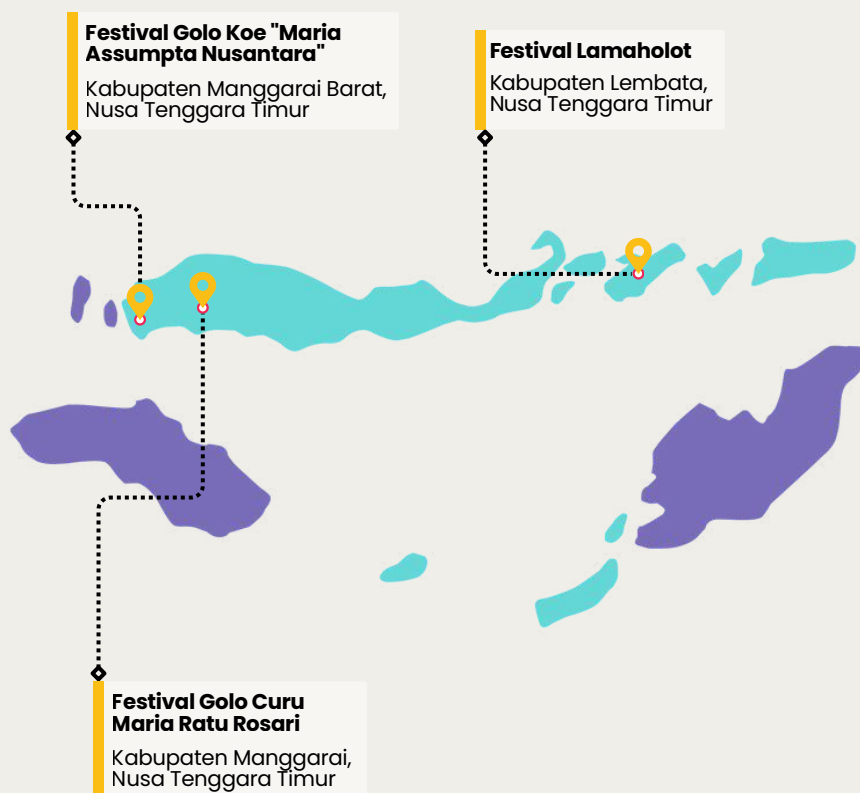 Festival Golo Koe "Maria
Assumpta Nusantara"
Kabupaten Manggarai Barat,
Nusa Tenggara Timur
Festival Lamaholot
Kabupaten Lembata,
Nusa Tenggara Timur
Festival Golo Curu
Maria Ratu Rosari
Kabupaten Manggarai,
Nusa Tenggara Timur